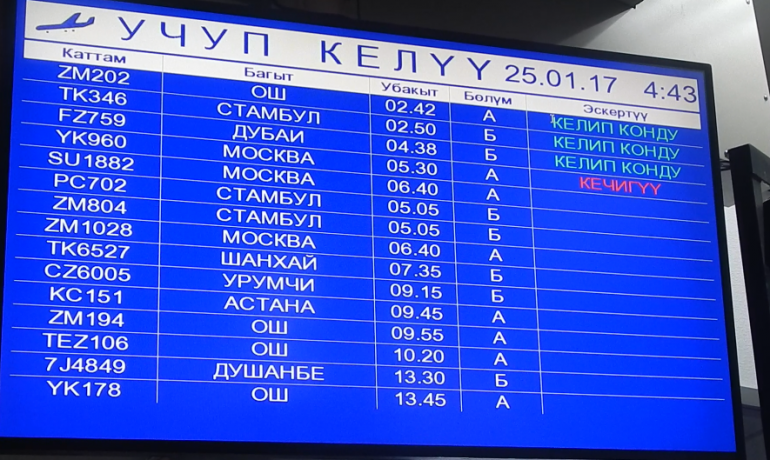 УЧУП КЕЛҮҮ 25.01.17 4:43
Каттам Багыт Убакыт Бөлүм Эскертүү
ZM202 ОШ 02.42 А КЕЛИП КОНДУ
TK346 СТАМБУЛ 02.50 Б КЕЛИП КОНДУ
FZ759 ДУБАИ 04.38 Б КЕЛИП КОНДУ
YK960 МОСКВА 05.30 А КЕЧИГҮҮ
SU1882 МОСКВА 06.40 А
PC702 СТАМБУЛ 05.05 Б
ZM804 СТАМБУЛ 05.05 Б
ZM1028 МОСКВА 06.40 А
TK6527 ШАНХАЙ 07.35 Б
CZ6005 УРУМЧИ 09.15 Б
KC151 АСТАНА 09.45 А
ZM194 ОШ 09.55 А
TEZ106 ОШ 10.20 А
7J4849 ДУШАНБЕ 13.30 Б
YK178 ОШ 13.45 А